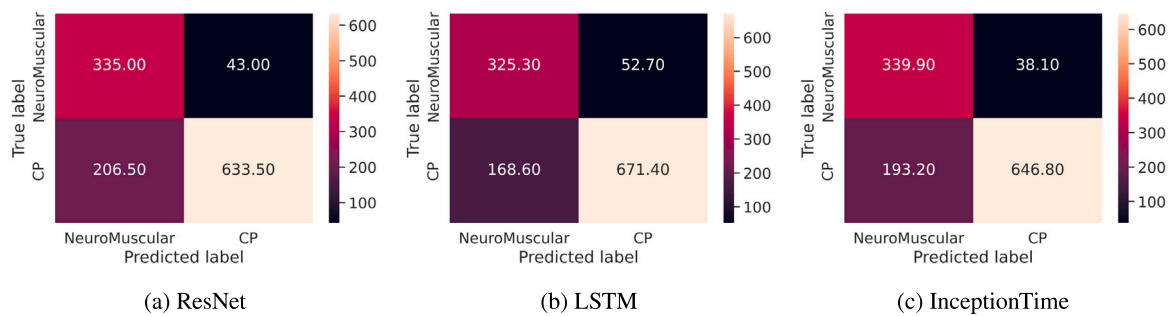 True label
NeuroMuscular
CP
335.00 43.00
206.50 633.50
NeuroMuscular CP
Predicted label
600
500
400
300
200
100
(a) ResNet
True label
NeuroMuscular
CP
325.30 52.70
168.60 671.40
NeuroMuscular CP
Predicted label
600
500
400
300
200
100
(b) LSTM
True label
NeuroMuscular
CP
339.90 38.10
193.20 646.80
NeuroMuscular CP
Predicted label
600
500
400
300
200
100
(c) InceptionTime